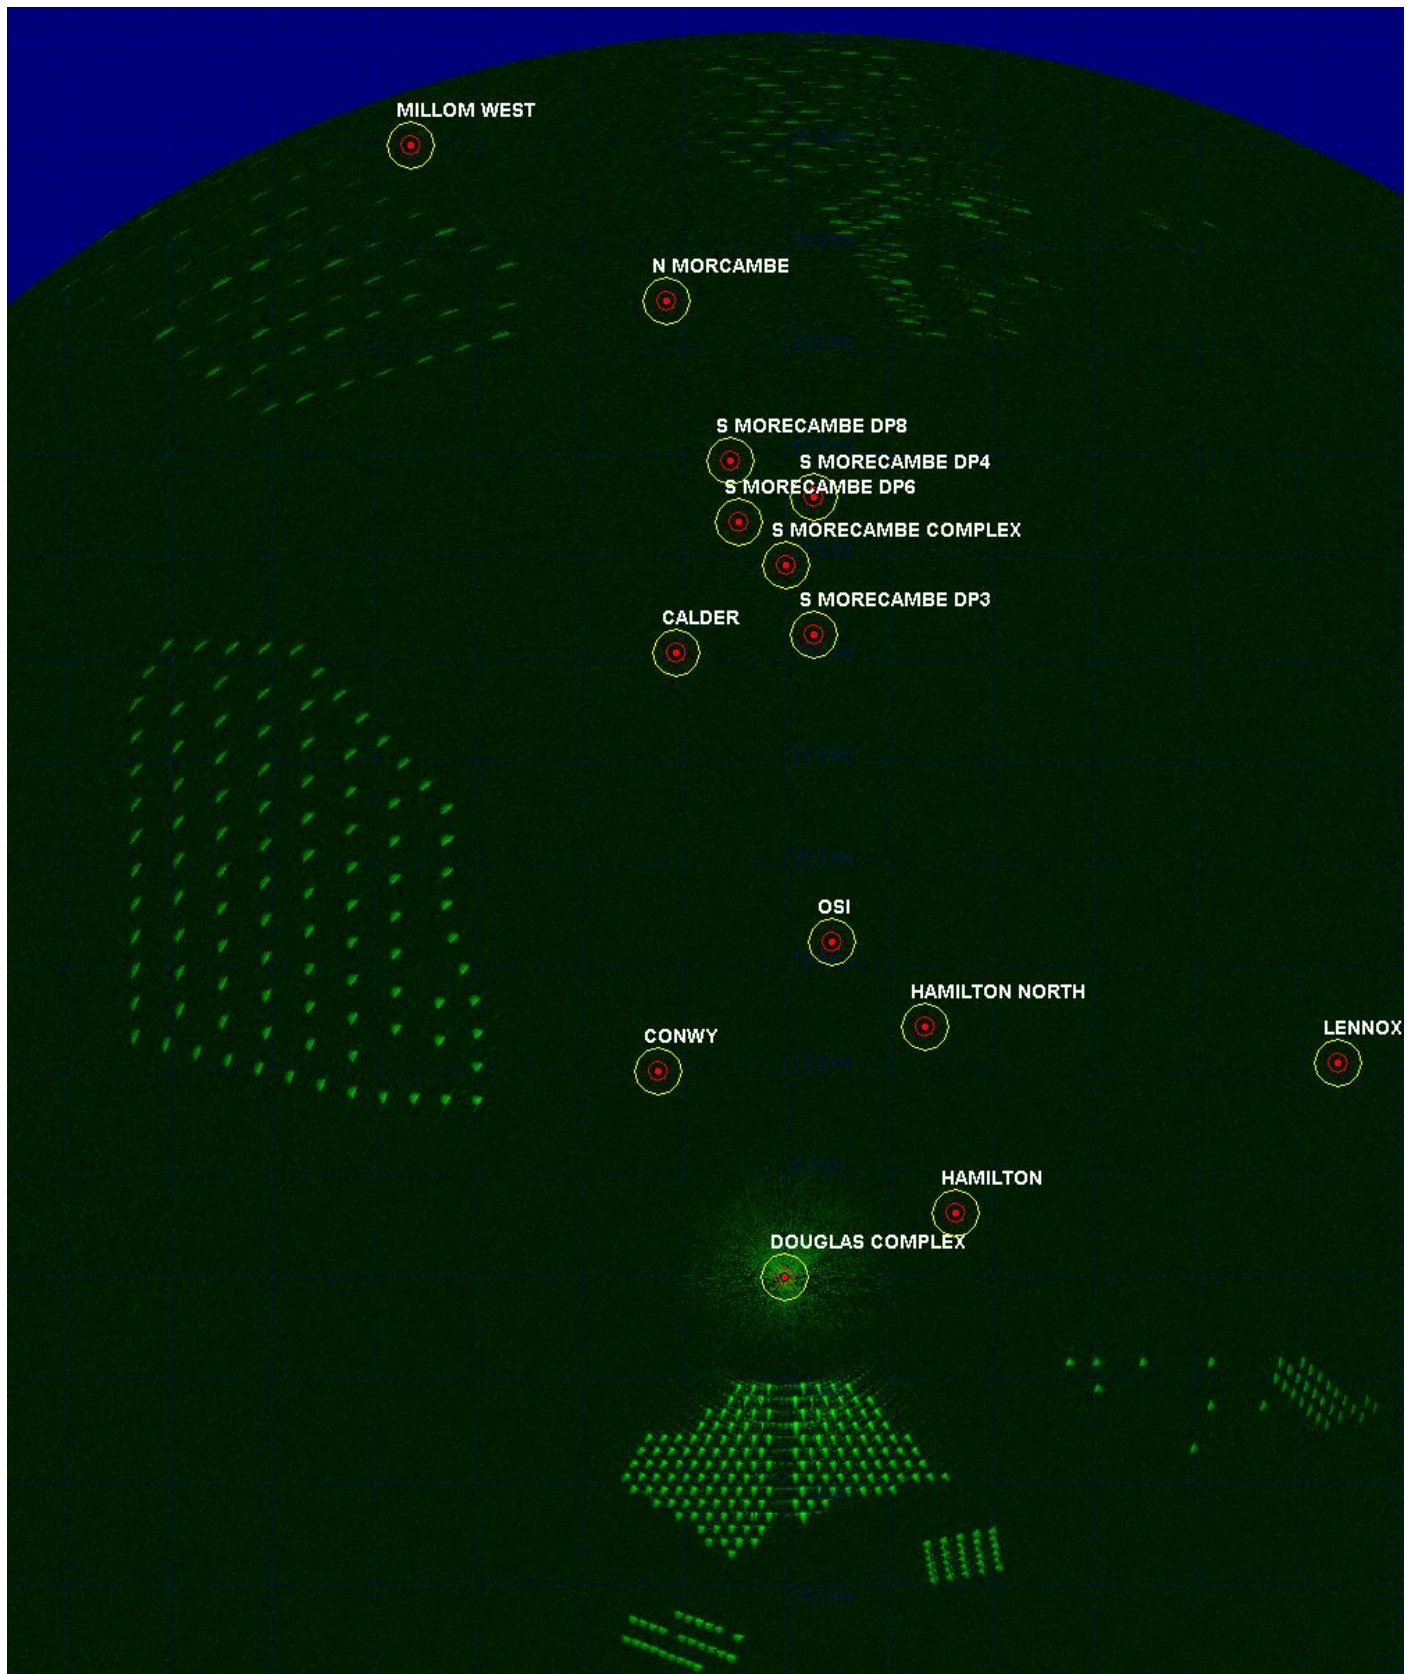 MILLOM WEST
N MORCAMBE
S MORECAMBE DP8
S MORECAMBE DP4
S MORECAMBE DP6
S MORECAMBE COMPLEX
S MORECAMBE DP3
CALDER
OSI
HAMILTON NORTH
LENNOX
CONWY
HAMILTON
DOUGLAS COMPLEX